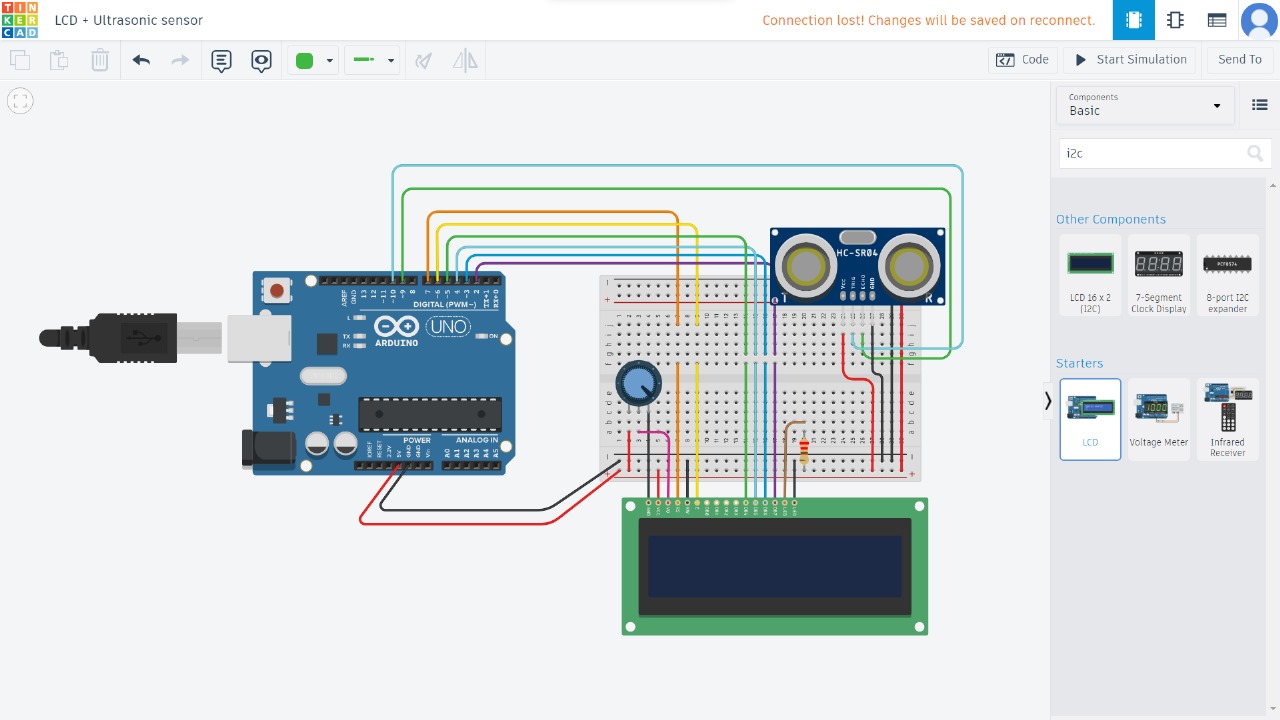 TIN
KER
CAD
LCD + Ultrasonic sensor
Connection lost! Changes will be saved on reconnect.
Code
Start Simulation
Send To
Components
Basic
i2c
Other Components
LCD 16 x 2
(I2C)
7-segment
Clock Display
PCF8574
8-port I2C
expander
Starters
LCD
Voltage Meter
Infrared
Receiver
HC-SR04
VCC
TRIG
ECHO
GND
AREF
GND
13
12
~11
~10
~9
8
7
~6
~5
4
~3
2
TX→1
RX←0
DIGITAL (PWM~)
L
TX
RX
ARDUINO
UNO
ON
POWER
ANALOG IN
IOREF
RESET
3.3V
5V
GND
GND
Vin
A0
A1
A2
A3
A4
A5